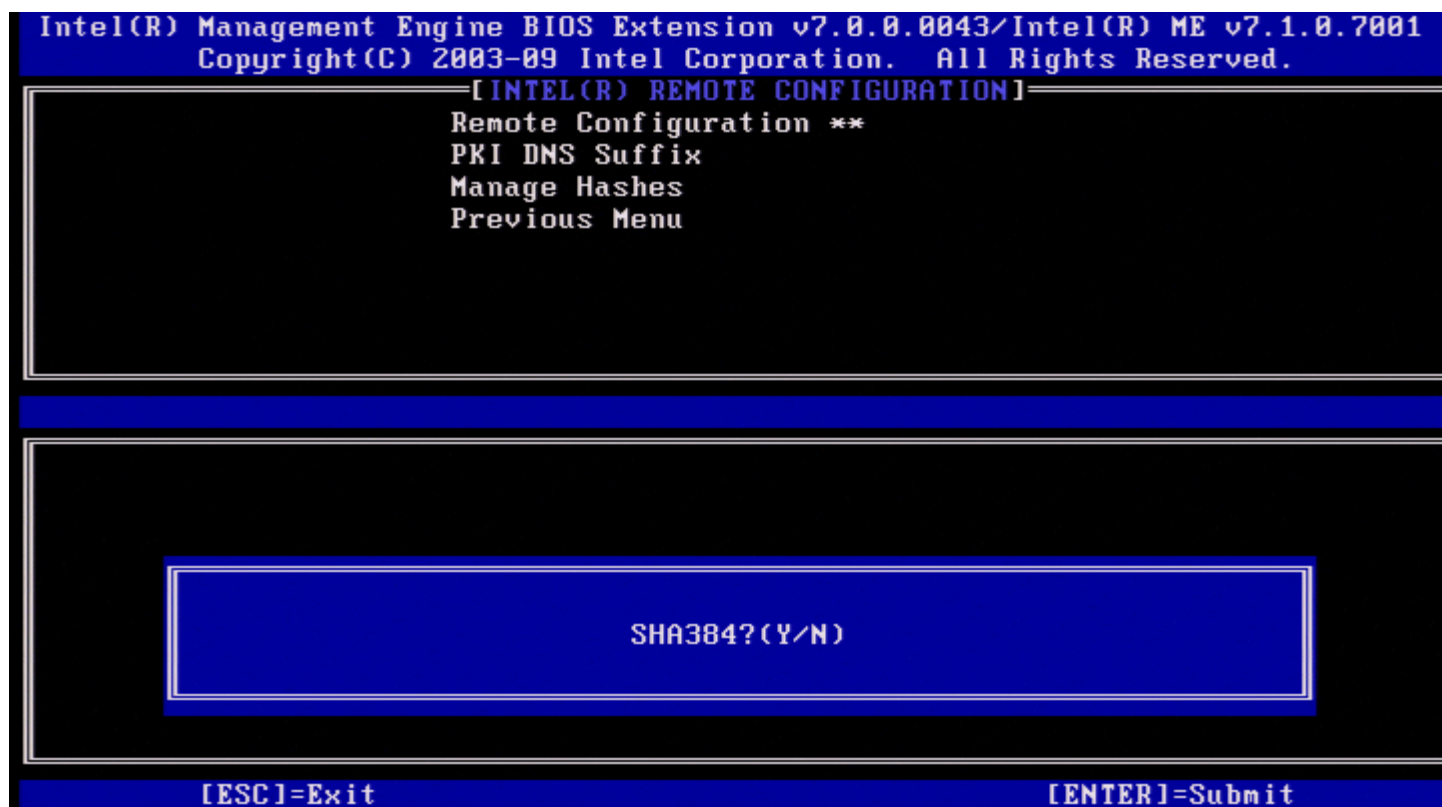 Intel(R) Management Engine BIOS Extension v7.0.0.0043/Intel(R) ME v7.1.0.7001
Copyright(C) 2003-09 Intel Corporation. All Rights Reserved.
[INTEL(R) REMOTE CONFIGURATION]
Remote Configuration **
PKI DNS Suffix
Manage Hashes
Previous Menu
SHA384?(Y/N)
[ESC]=Exit [ENTER]=Submit